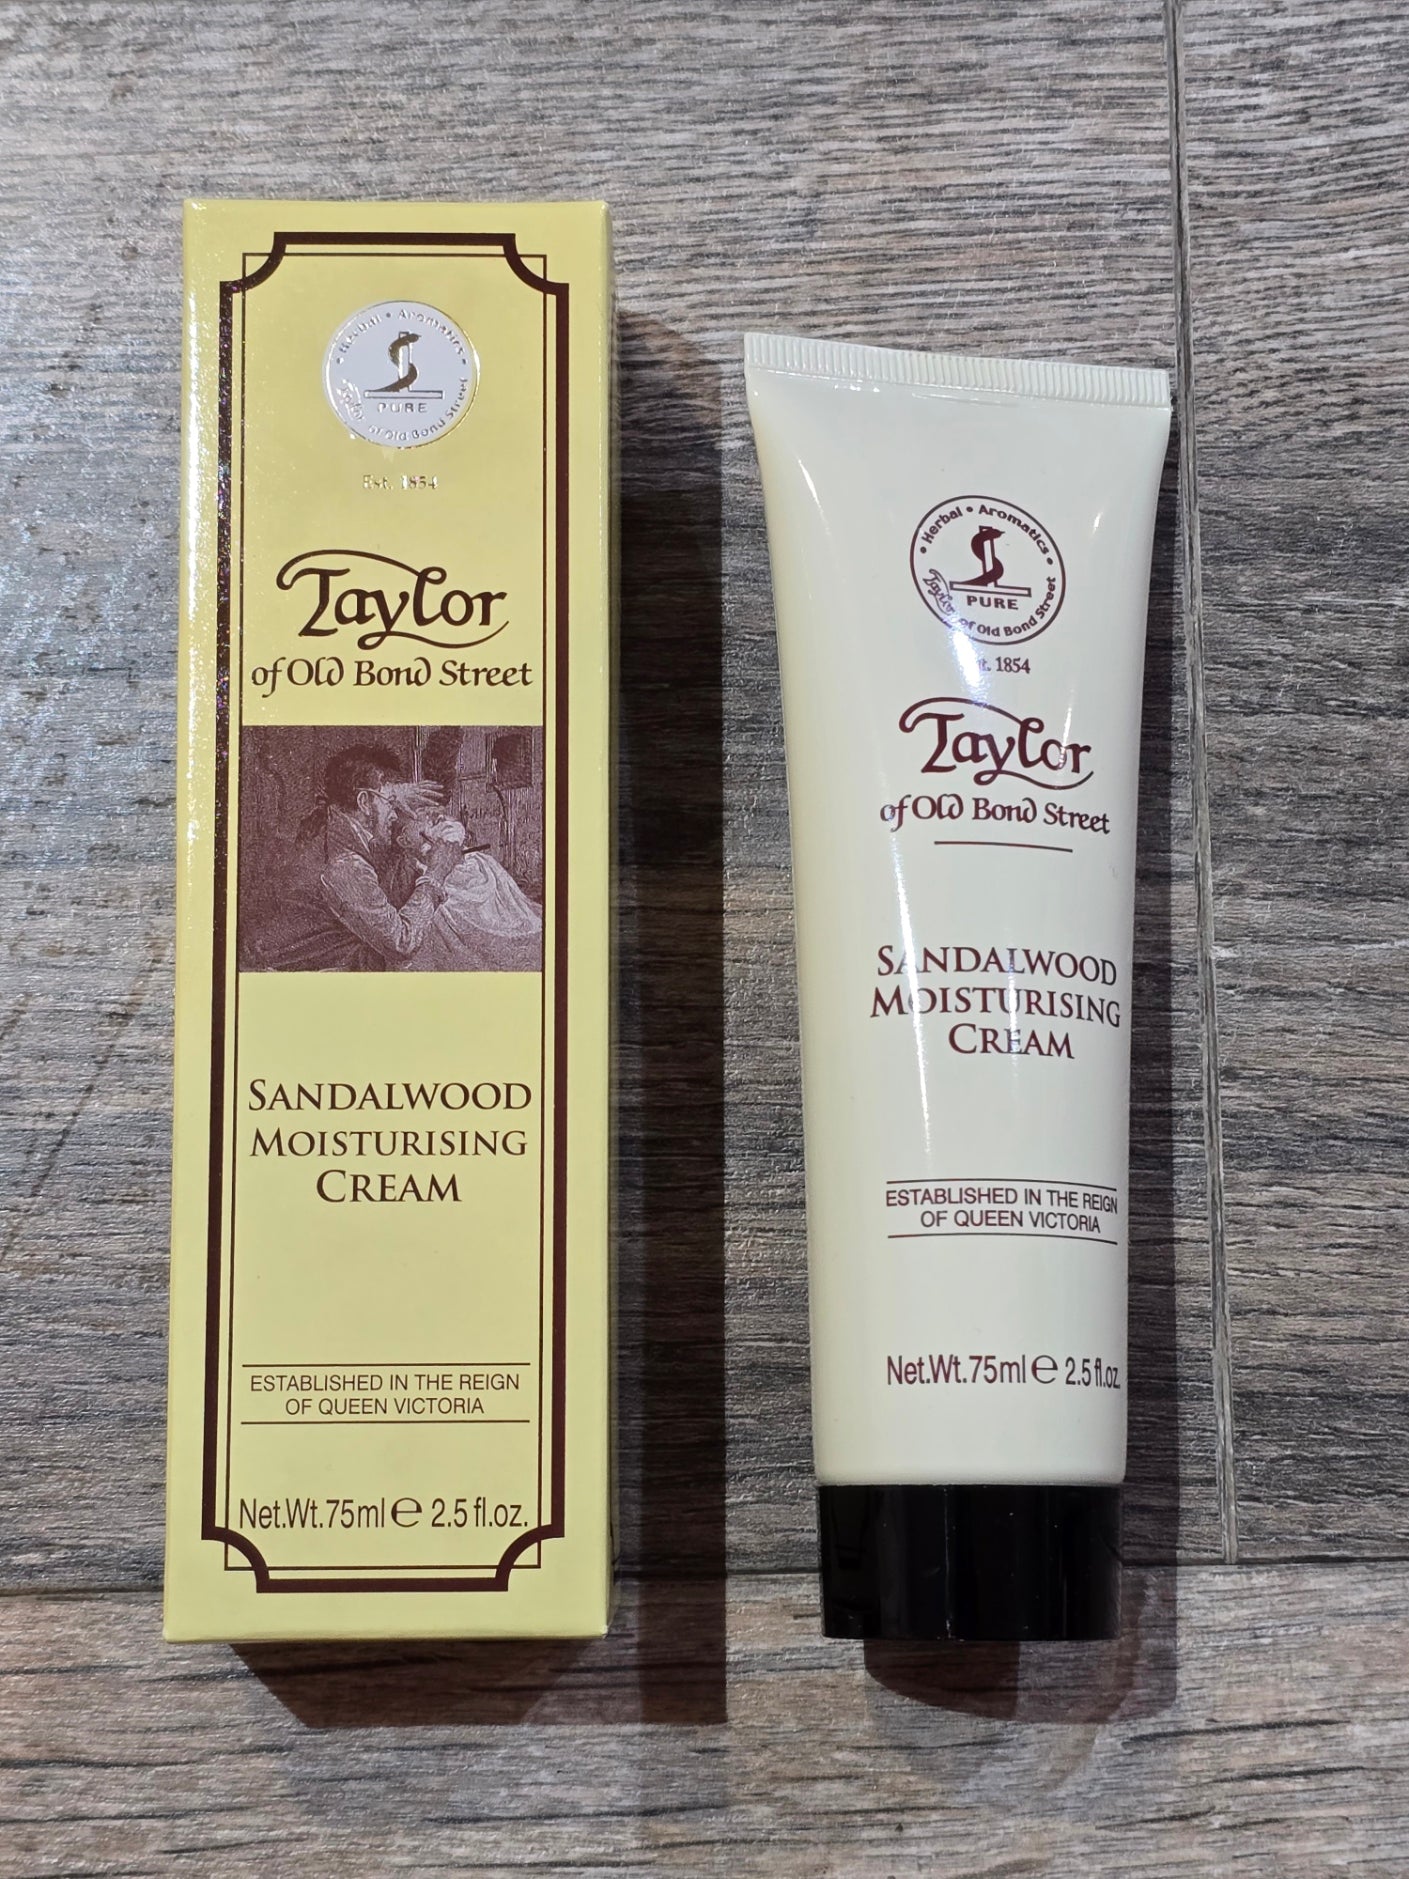 Herbal • Aromatics
PURE
Taylor of Old Bond Street
Est. 1854
Taylor
of Old Bond Street
SANDALWOOD
MOISTURISING
CREAM
ESTABLISHED IN THE REIGN
OF QUEEN VICTORIA
Net.Wt.75ml e 2.5 fl.oz.
Herbal • Aromatics
PURE
Taylor of Old Bond Street
1854
Taylor
of Old Bond Street
SANDALWOOD
MOISTURISING
CREAM
ESTABLISHED IN THE REIGN
OF QUEEN VICTORIA
Net.Wt.75ml e 2.5 fl.oz.